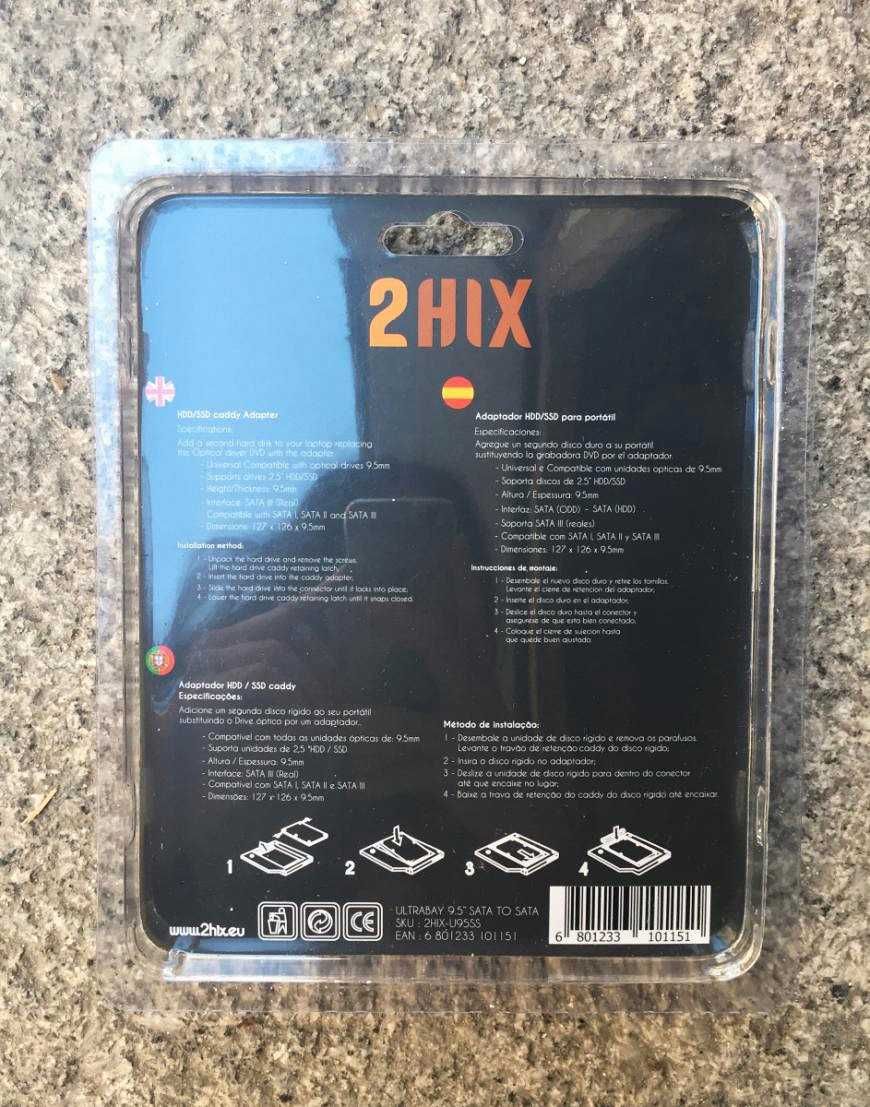 2HIX
HDD/SSD caddy Adapter
Specifications:
Add a second hard disk to your laptop replacing
the Optical driver DVD with the adapter
- Universal Compatible with optical drives 9.5mm
- Supports drives 2.5" HDD/SSD
- Height/Thickness: 9.5mm
- Interface: SATA III (Real)
- Compatible with SATA I, SATA II and SATA III
- Dimensions: 127 x 126 x 9.5mm
Installation method:
1 - Unpack the hard drive and remove the screws.
Lift the hard drive caddy retaining latch;
2 - Insert the hard drive into the caddy adapter;
3 - Slide the hard drive into the connector until it locks into place;
4 - Lower the hard drive caddy retaining latch until it snaps closed.
Adaptador HDD/SSD para portátil
Especificaciones:
Agregue un segundo disco duro a su portátil
sustituyendo la grabadora DVD por el adaptador.
- Universal e Compatible com unidades opticas de 9.5mm
- Soporta discos de 2.5" HDD/SSD
- Altura / Espessura: 9.5mm
- Interfaz: SATA (ODD) - SATA (HDD)
- Soporta SATA III (reales)
- Compatible com SATA I, SATA II y SATA III
- Dimensiones: 127 x 126 x 9.5mm
Instrucciones de montaje:
1 - Desembale el nuevo disco duro y retire los tornillos.
Levante el cierre de retencion del adaptador;
2 - Inserte el disco duro en el adaptador;
3 - Deslice el disco duro hasta el conector y
asegurese de que esta bien conectado.
4 - Coloque el cierre de sujecion hasta
que quede bien ajustado.
Adaptador HDD / SSD caddy
Especificações:
Adicione um segundo disco rigido ao seu portátil
substituindo o Drive óptico por um adaptador.
- Compativel com todas as unidades ópticas de: 9.5mm
- Suporta unidades de 2,5 "HDD / SSD
- Altura / Espessura: 9.5mm
- Interface: SATA III (Real)
- Compativel com SATA I, SATA II e SATA III
- Dimensões: 127 x 126 x 9.5mm
Método de instalação:
1 - Desembale a unidade de disco rigido e remova os parafusos.
Levante o travão de retenção caddy do disco rigido;
2 - Insira o disco rigido no adaptador;
3 - Deslize a unidade de disco rigido para dentro do conector
até que encaixe no lugar;
4 - Baixe a trava de retenção do caddy do disco rigido até encaixar.
1 2 3 4
www.2hix.eu
CE
ULTRABAY 9.5" SATA TO SATA
SKU : 2HIX-U95SS
EAN : 6 801233 101151
6 801233 101151